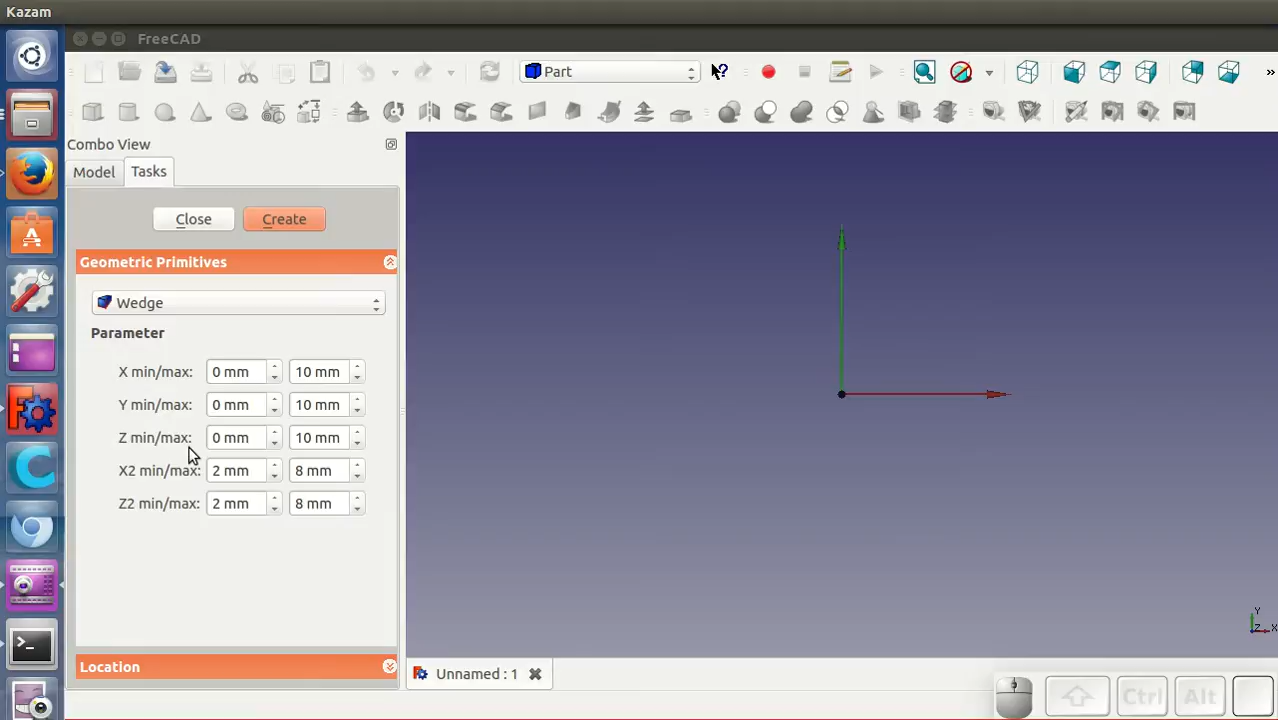 Kazam
FreeCAD
Part
Combo View
Model Tasks
Close Create
Geometric Primitives
Wedge
Parameter
X min/max: 0 mm 10 mm
Y min/max: 0 mm 10 mm
Z min/max: 0 mm 10 mm
X2 min/max: 2 mm 8 mm
Z2 min/max: 2 mm 8 mm
Location
Y
Z X
Unnamed : 1
Ctrl Alt